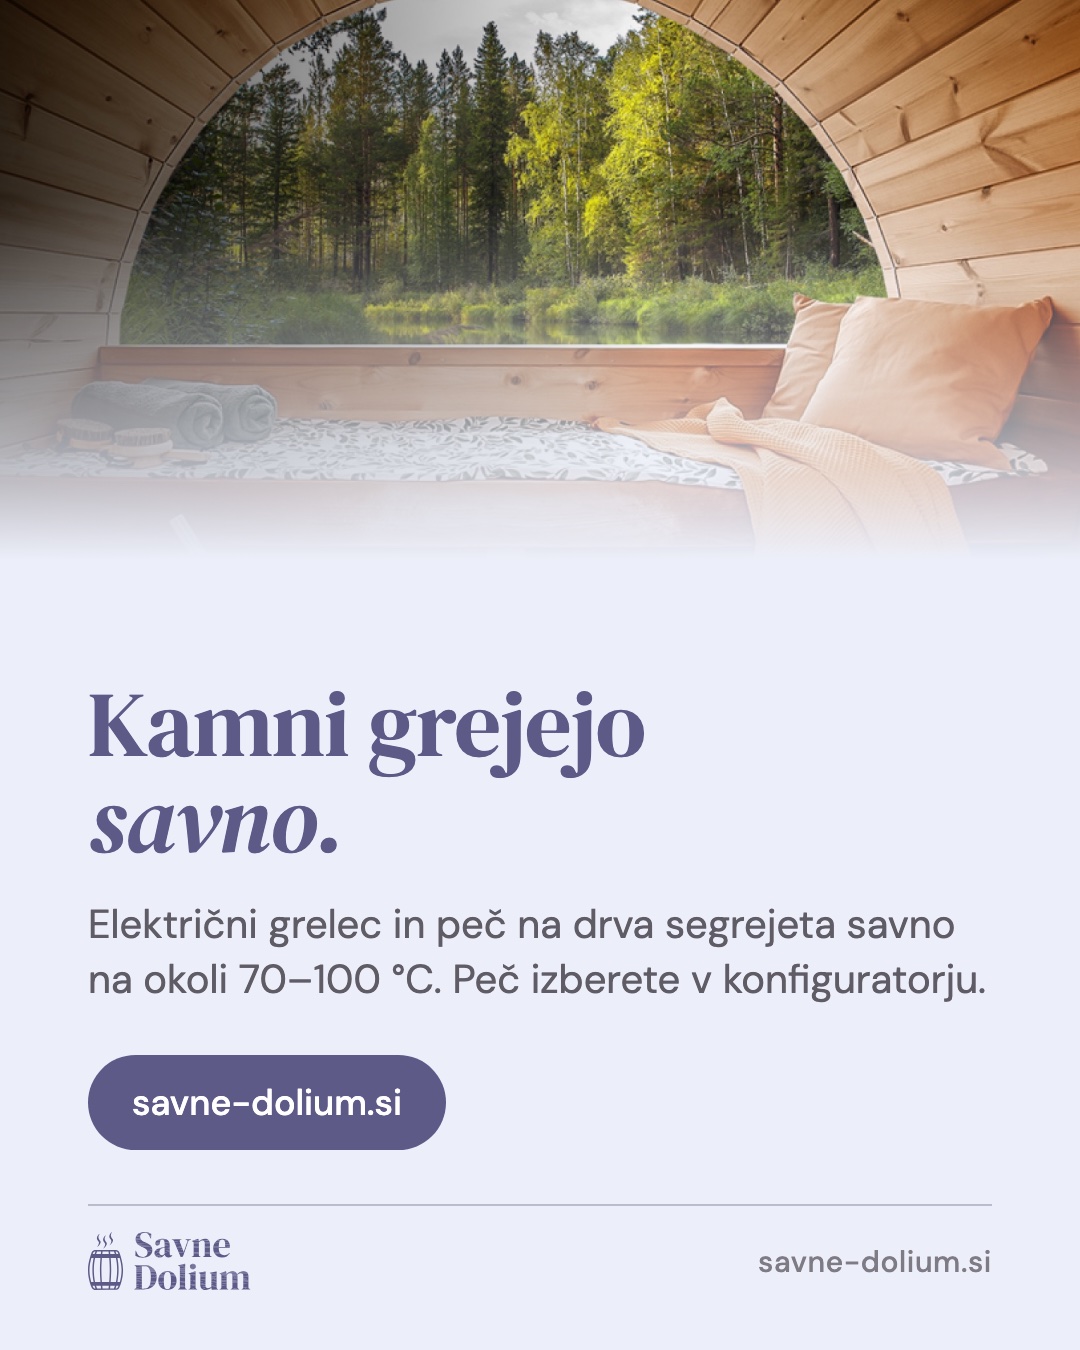 Kamni grejejo
savno.
Električni grelec in peč na drva segrejeta savno
na okoli 70–100 °C. Peč izberete v konfiguratorju.
savne-dolium.si
Savne
Dolium
savne-dolium.si